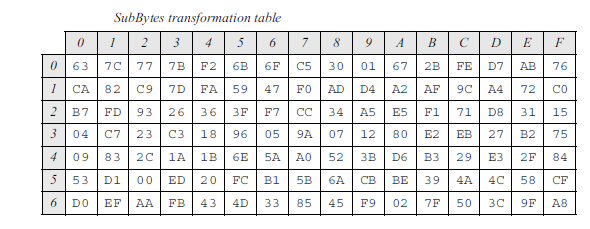 SubBytes transformation table
0 1 2 3 4 5 6 7 8 9 A B C D E F
0 63 7C 77 7B F2 6B 6F C5 30 01 67 2B FE D7 AB 76
1 CA 82 C9 7D FA 59 47 F0 AD D4 A2 AF 9C A4 72 C0
2 B7 FD 93 26 36 3F F7 CC 34 A5 E5 F1 71 D8 31 15
3 04 C7 23 C3 18 96 05 9A 07 12 80 E2 EB 27 B2 75
4 09 83 2C 1A 1B 6E 5A A0 52 3B D6 B3 29 E3 2F 84
5 53 D1 00 ED 20 FC B1 5B 6A CB BE 39 4A 4C 58 CF
6 D0 EF AA FB 43 4D 33 85 45 F9 02 7F 50 3C 9F A8